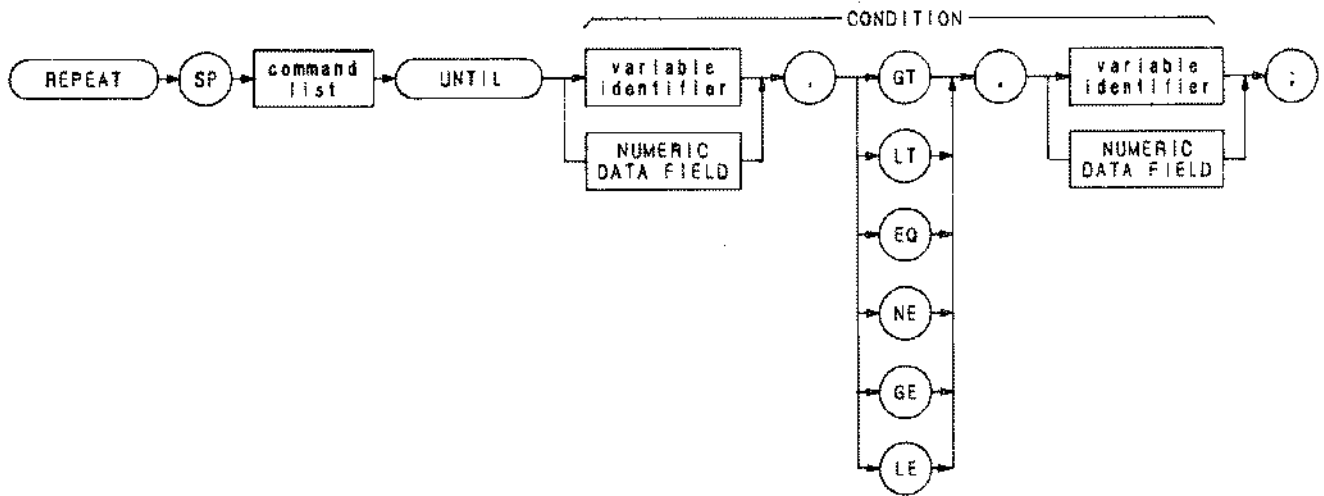 CONDITION
REPEAT
SP
command
list
UNTIL
variable
identifier
NUMERIC
DATA FIELD
,
GT
LT
EQ
NE
GE
LE
,
variable
identifier
NUMERIC
DATA FIELD
;